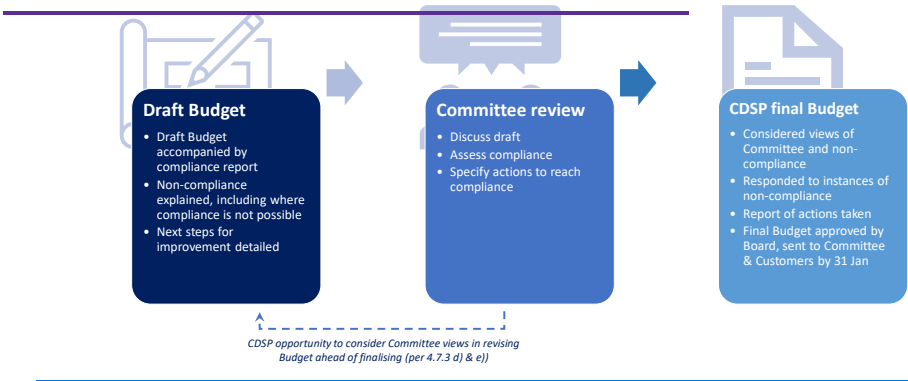 Draft Budget
• Draft Budget
accompanied by
compliance report
• Non-compliance
explained, including where
compliance is not possible
• Next steps for
improvement detailed
Committee review
• Discuss draft
• Assess compliance
• Specify actions to reach
compliance
CDSP final Budget
• Considered views of
Committee and non-
compliance
• Responded to instances of
non-compliance
• Report of actions taken
• Final Budget approved by
Board, sent to Committee
& Customers by 31 Jan
CDSP opportunity to consider Committee views in revising
Budget ahead of finalising (per 4.7.3 d) & e))